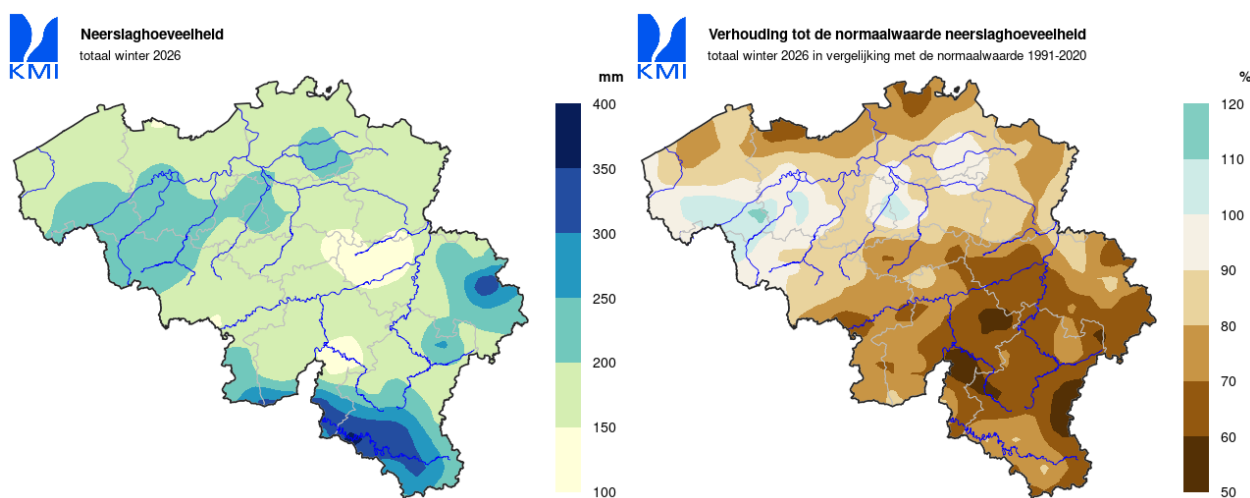 KMI
Neerslaghoeveelheid
totaal winter 2026
mm
400
350
300
250
200
150
100
KMI
Verhouding tot de normaalwaarde neerslaghoeveelheid
totaal winter 2026 in vergelijking met de normaalwaarde 1991-2020
%
120
110
100
90
80
70
60
50